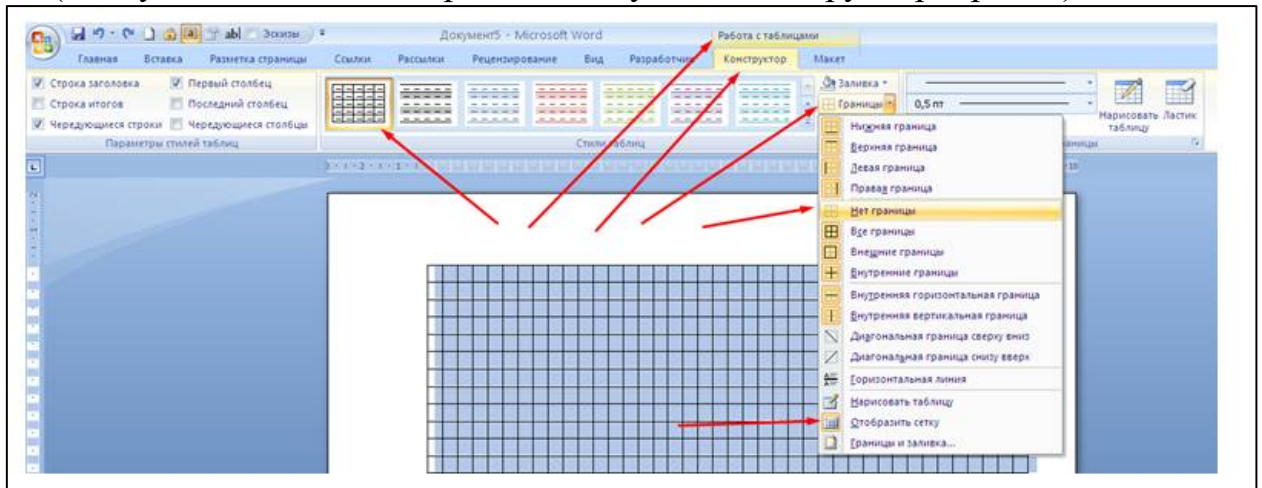 Эскизы
Документ5 - Microsoft Word
Работа с таблицами
Главная Вставка Разметка страницы Ссылки Рассылки Рецензирование Вид Разработчик Конструктор Макет
Строка заголовка Первый столбец
Строка итогов Последний столбец
Чередующиеся строки Чередующиеся столбцы
Параметры стилей таблиц
Стили таблиц
Заливка
Границы
0,5 пт
Нарисовать таблицу
Ластик
Нижняя граница
Верхняя граница
Левая граница
Правая граница
Нет границы
Все границы
Внешние границы
Внутренние границы
Внутренняя горизонтальная граница
Внутренняя вертикальная граница
Диагональная граница сверху вниз
Диагональная граница снизу вверх
Горизонтальная линия
Нарисовать таблицу
Отобразить сетку
Границы и заливка...